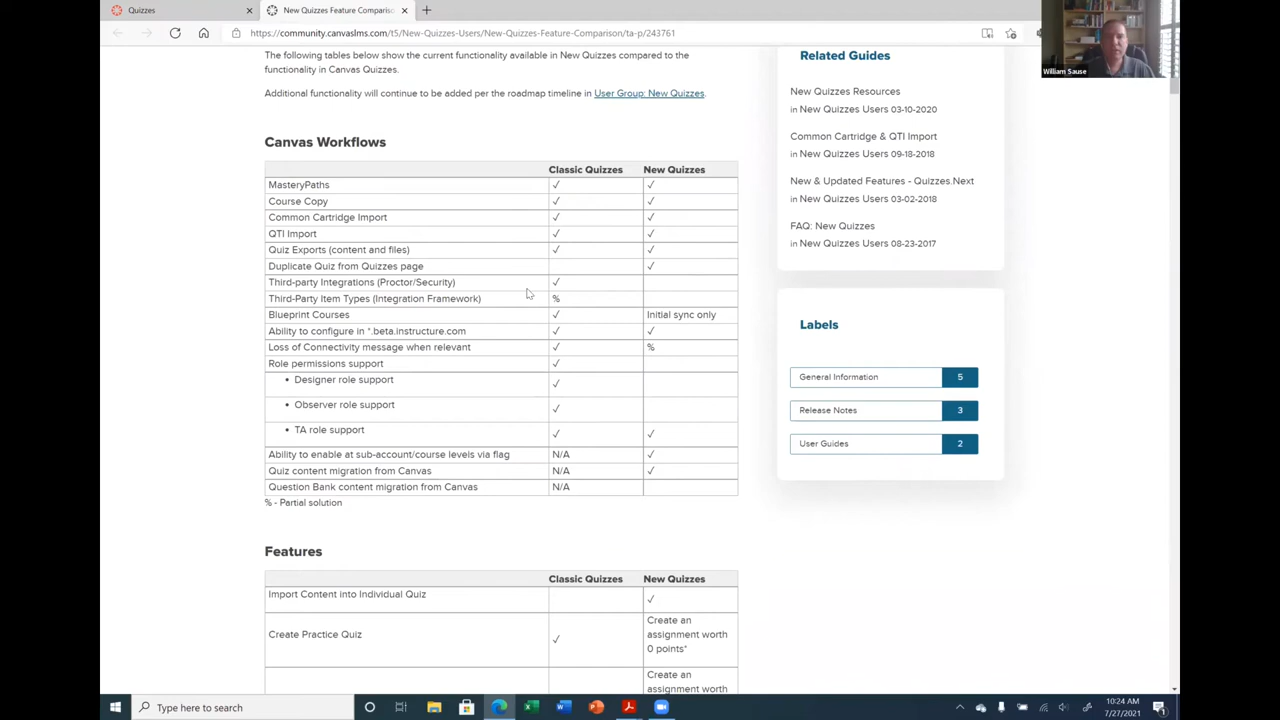 Quizzes
New Quizzes Feature Compariso
https://community.canvaslms.com/t5/New-Quizzes-Users/New-Quizzes-Feature-Comparison/ta-p/243761
William Sause
The following tables below show the current functionality available in New Quizzes compared to the
functionality in Canvas Quizzes.
Additional functionality will continue to be added per the roadmap timeline in User Group: New Quizzes.
Canvas Workflows
Classic Quizzes New Quizzes
MasteryPaths ✓ ✓
Course Copy ✓ ✓
Common Cartridge Import ✓ ✓
QTI Import ✓ ✓
Quiz Exports (content and files) ✓ ✓
Duplicate Quiz from Quizzes page ✓
Third-party Integrations (Proctor/Security) ✓
Third-Party Item Types (Integration Framework) %
Blueprint Courses ✓ Initial sync only
Ability to configure in *.beta.instructure.com ✓ ✓
Loss of Connectivity message when relevant ✓ %
Role permissions support ✓
• Designer role support ✓
• Observer role support ✓
• TA role support ✓ ✓
Ability to enable at sub-account/course levels via flag N/A ✓
Quiz content migration from Canvas N/A ✓
Question Bank content migration from Canvas N/A
% - Partial solution
Features
Classic Quizzes New Quizzes
Import Content into Individual Quiz ✓
Create Practice Quiz ✓
Create an
assignment worth
0 points*
Create an
assignment worth
Related Guides
New Quizzes Resources
in New Quizzes Users 03-10-2020
Common Cartridge & QTI Import
in New Quizzes Users 09-18-2018
New & Updated Features - Quizzes.Next
in New Quizzes Users 03-02-2018
FAQ: New Quizzes
in New Quizzes Users 08-23-2017
Labels
General Information 5
Release Notes 3
User Guides 2
Type here to search
10:24 AM
7/27/2021
1